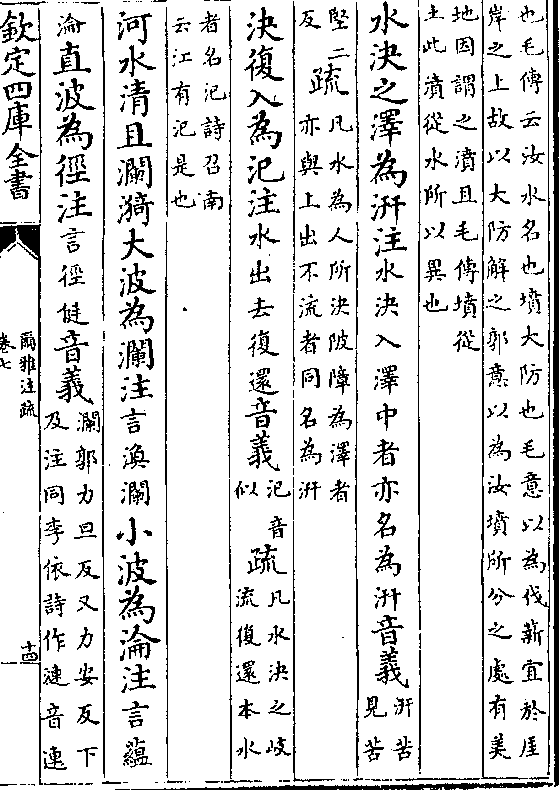 也毛傳云汝水名也墳大防也毛意以為伐薪宜於厓
岸之上故以大防解之郭意以為汝墳所分之處有美
地因謂之濆且毛傳墳從
土此濆從水所以異也
水決之澤為汧注水決入澤中者亦名為汧音義汧苦
見苦
堅二
反疏凡水為人所決陂障為澤者
亦與上出不流者同名為汧
決復入為汜注水出去復還音義汜音
似疏凡水決之歧
流復還本水
者名汜詩召南
云江有汜是也
河水清且瀾漪大波為瀾注言渙瀾小波為淪注言蘊
淪直波為徑注言徑侹音義瀾郭力旦反又力安反下
及注同李依詩作漣音連
欽定四庫全書
爾雅注疏
卷七
十四